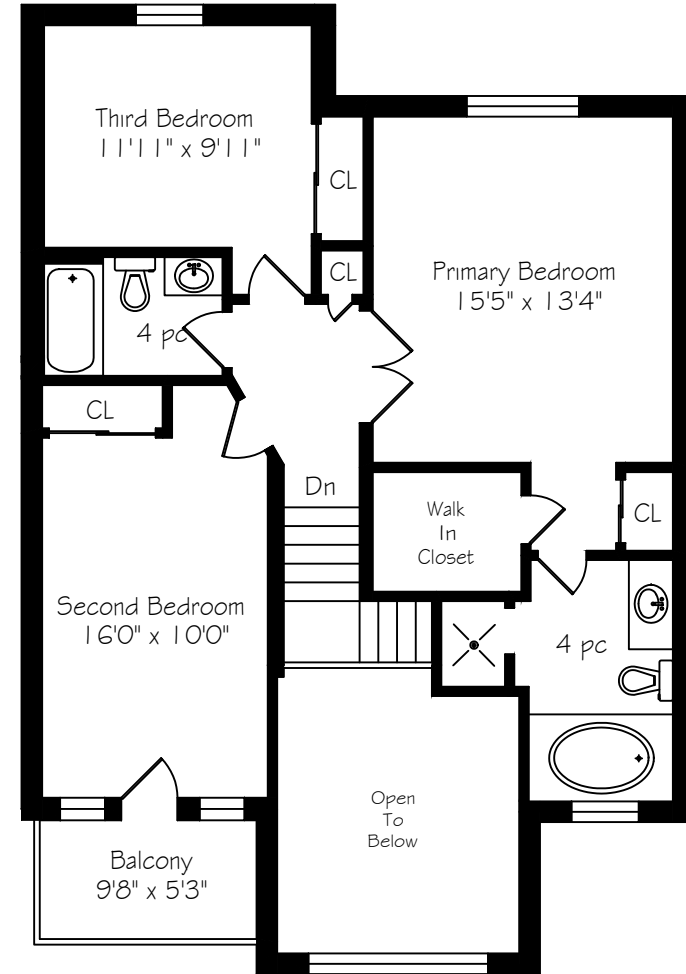 Third Bedroom
11'11" x 9'11"
CL
CL
Primary Bedroom
15'5" x 13'4"
4 pc
CL
Dn
Walk
In
Closet
CL
Second Bedroom
16'0" x 10'0"
4 pc
Open
To
Below
Balcony
9'8" x 5'3"